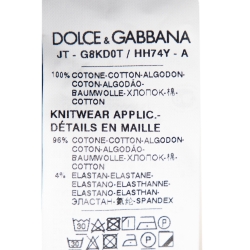 DOLCE & GABBANA
JT - G8KD0T / HH74Y - A
100% COTONE-COTTON-ALGODON-
COTON-ALGODÃO-
BAUMWOLLE-ХЛОПОК-棉-
COTTON
KNITWEAR APPLIC.-
DÉTAILS EN MAILLE
96% COTONE-COTTON-ALGODON-
COTON-ALGODÃO-
BAUMWOLLE-ХЛОПОК-棉-
COTTON
4% ELASTAN-ELASTANE-
ELASTANO-ELASTHANNE-
ELASTHAN-ELASTANO-
ЭЛАСТАН-氨纶-SPANDEX
30